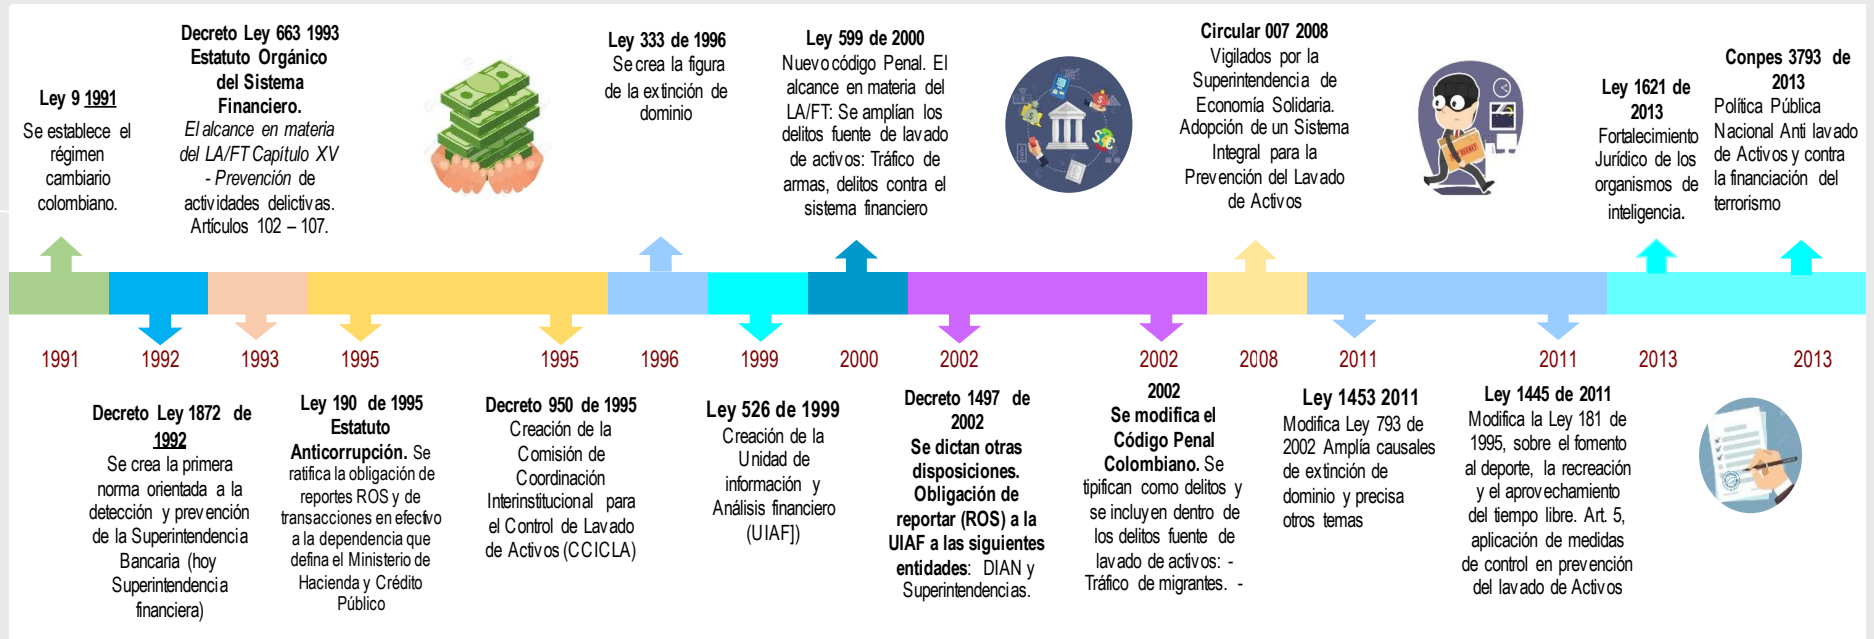 Ley 9 1991
Se establece el
régimen
cambiario
colombiano.
Decreto Ley 663 1993
Estatuto Orgánico
del Sistema
Financiero.
El alcance en materia
del LA/FT Capítulo XV
- Prevención de
actividades delictivas.
Artículos 102 – 107.
Ley 333 de 1996
Se crea la figura
de la extinción de
dominio
Ley 599 de 2000
Nuevo código Penal. El
alcance en materia del
LA/FT: Se amplían los
delitos fuente de lavado
de activos: Tráfico de
armas, delitos contra el
sistema financiero
Circular 007 2008
Vigilados por la
Superintendencia de
Economía Solidaria.
Adopción de un Sistema
Integral para la
Prevención del Lavado
de Activos
Ley 1621 de
2013
Fortalecimiento
Jurídico de los
organismos de
inteligencia.
Conpes 3793 de
2013
Política Pública
Nacional Anti lavado
de Activos y contra
la financiación del
terrorismo
1991
1992
1993
1995
1995
1996
1999
2000
2002
2002
2008
2011
2011
2013
2013
Decreto Ley 1872 de
1992
Se crea la primera
norma orientada a la
detección y prevención
de la Superintendencia
Bancaria (hoy
Superintendencia
financiera)
Ley 190 de 1995
Estatuto
Anticorrupción. Se
ratifica la obligación de
reportes ROS y de
transacciones en efectivo
a la dependencia que
defina el Ministerio de
Hacienda y Crédito
Público
Decreto 950 de 1995
Creación de la
Comisión de
Coordinación
Interinstitucional para
el Control de Lavado
de Activos (CCICLA)
Ley 526 de 1999
Creación de la
Unidad de
información y
Análisis financiero
(UIAF])
Decreto 1497 de
2002
Se dictan otras
disposiciones.
Obligación de
reportar (ROS) a la
UIAF a las siguientes
entidades: DIAN y
Superintendencias.
2002
Se modifica el
Código Penal
Colombiano. Se
tipifican como delitos y
se incluyen dentro de
los delitos fuente de
lavado de activos: -
Tráfico de migrantes. -
Ley 1453 2011
Modifica Ley 793 de
2002 Amplía causales
de extinción de
dominio y precisa
otros temas
Ley 1445 de 2011
Modifica la Ley 181 de
1995, sobre el fomento
al deporte, la recreación
y el aprovechamiento
del tiempo libre. Art. 5,
aplicación de medidas
de control en prevención
del lavado de Activos